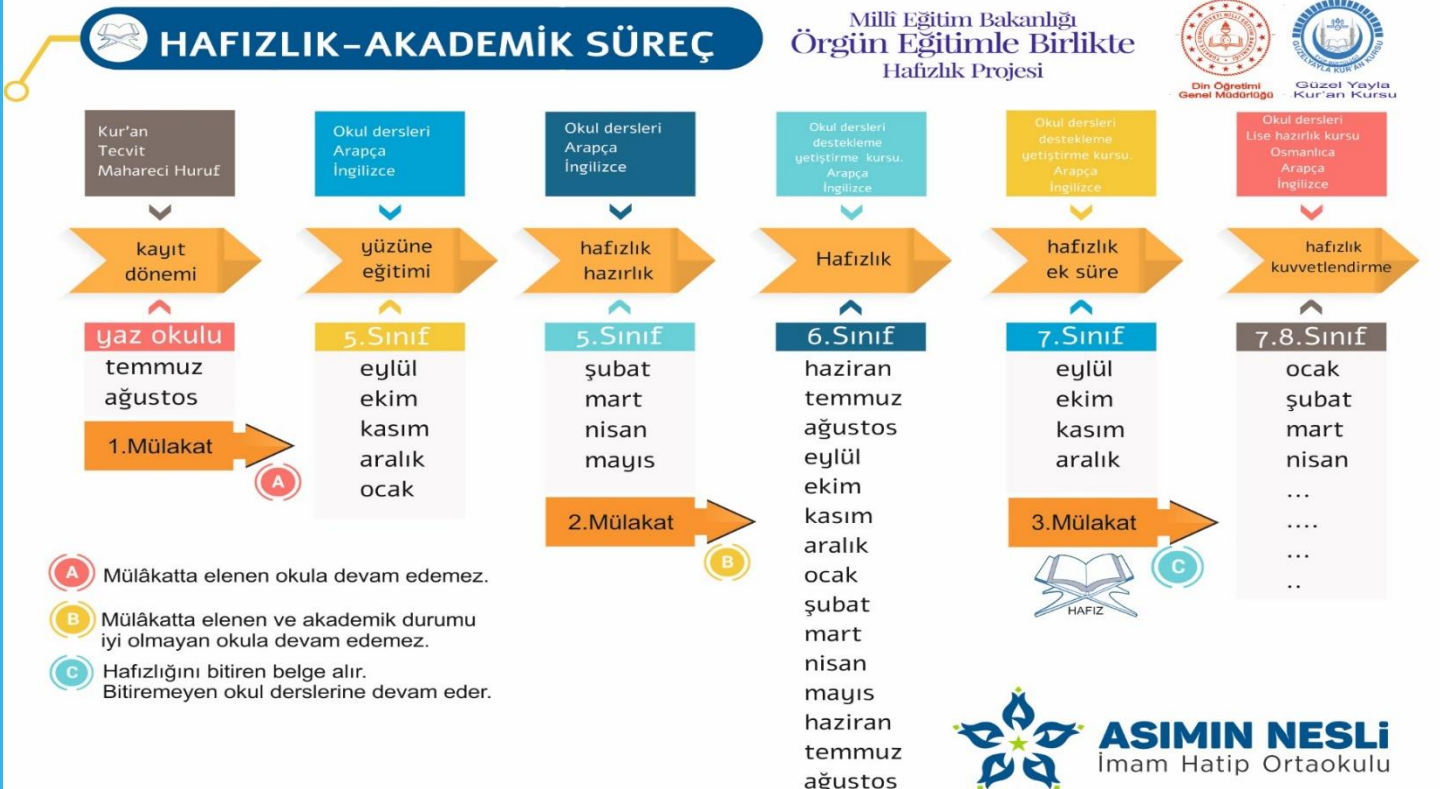 HAFIZLIK-AKADEMİK SÜREÇ
Millî Eğitim Bakanlığı
Örgün Eğitimle Birlikte
Hafızlık Projesi
Din Öğretimi
Genel Müdürlüğü
GÜZELYAYLA KUR'AN KURSU
Güzel Yayla
Kur'an Kursu
Kur'an
Tecvit
Mahareci Huruf
kayıt
dönemi
yaz okulu
temmuz
ağustos
1.Mülakat
A
Okul dersleri
Arapça
İngilizce
yüzüne
eğitimi
5.Sınıf
eylül
ekim
kasım
aralık
ocak
Okul dersleri
Arapça
İngilizce
hafızlık
hazırlık
5.Sınıf
şubat
mart
nisan
mayıs
2.Mülakat
B
Okul dersleri
destekleme
yetiştirme kursu.
Arapça
İngilizce
Hafızlık
6.Sınıf
haziran
temmuz
ağustos
eylül
ekim
kasım
aralık
ocak
şubat
mart
nisan
mayıs
haziran
temmuz
ağustos
Okul dersleri
destekleme
yetiştirme kursu.
Arapça
İngilizce
hafızlık
ek süre
7.Sınıf
eylül
ekim
kasım
aralık
3.Mülakat
HAFIZ
C
Okul dersleri
Lise hazırlık kursu
Osmanlıca
Arapça
İngilizce
hafızlık
kuvvetlendirme
7.8.Sınıf
ocak
şubat
mart
nisan
...
....
...
..
A Mülâkatta elenen okula devam edemez.
B Mülâkatta elenen ve akademik durumu
iyi olmayan okula devam edemez.
C Hafızlığını bitiren belge alır.
Bitiremeyen okul derslerine devam eder.
ASIMIN NESLİ
İmam Hatip Ortaokulu